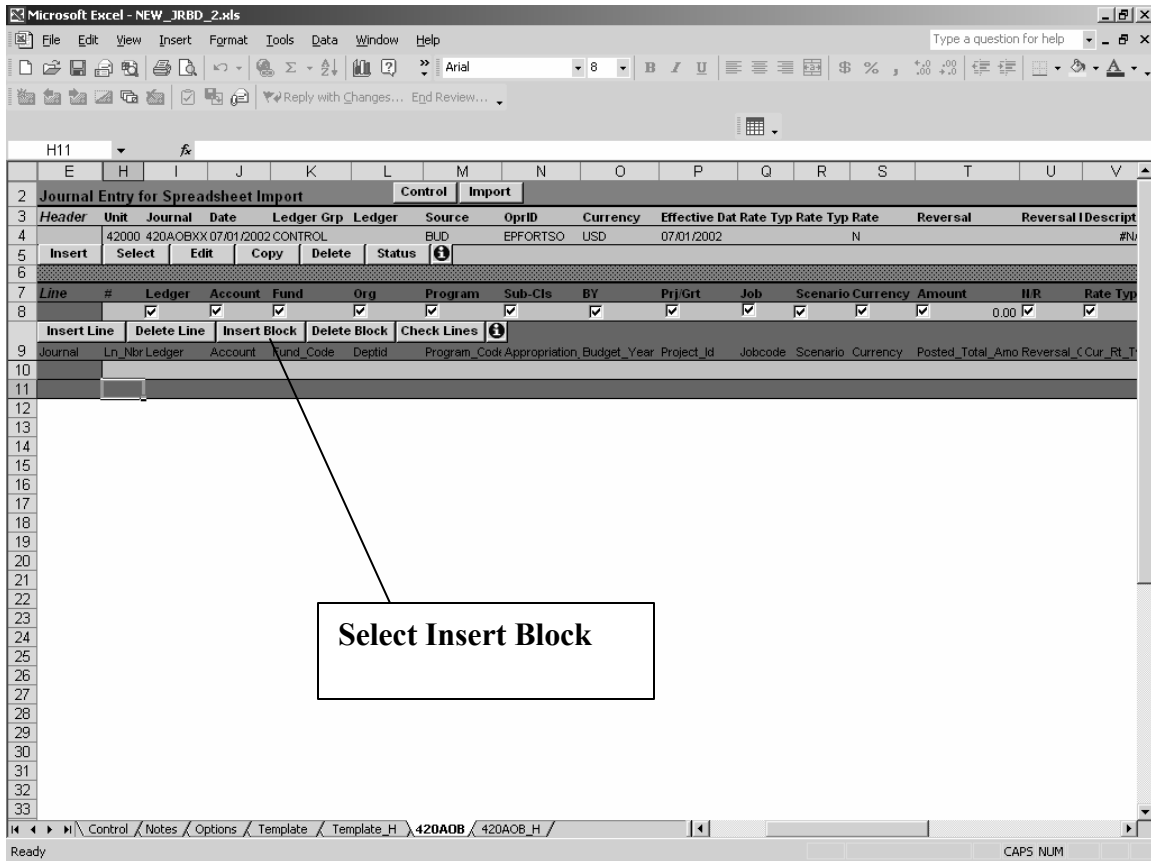 Microsoft Excel - NEW_JRBD_2.xls
File Edit View Insert Format Tools Data Window Help Type a question for help
Arial 8 B I U $ % ,
Reply with Changes... End Review...
H11 fx
E H I J K L M N O P Q R S T U V
2 Journal Entry for Spreadsheet Import Control Import
3 Header Unit Journal Date Ledger Grp Ledger Source OprID Currency Effective Dat Rate Typ Rate Typ Rate Reversal Reversal I Descript
4 42000 420AOBXX 07/01/2002 CONTROL BUD EPFORTSO USD 07/01/2002 N #N/
5 Insert Select Edit Copy Delete Status
6
7 Line # Ledger Account Fund Org Program Sub-Cls BY Prj/Grt Job Scenario Currency Amount N/R Rate Typ
8 0.00
Insert Line Delete Line Insert Block Delete Block Check Lines
9 Journal Ln_Nbr Ledger Account Fund_Code Deptid Program_Code Appropriation_ Budget_Year Project_Id Jobcode Scenario Currency Posted_Total_Amo Reversal_C Cur_Rt_T
10
11
12
13
14
15
16
17
18
19
20
21
22
23
Select Insert Block
24
25
26
27
28
29
30
31
32
33
Control Notes Options Template Template_H 420AOB 420AOB_H
Ready CAPS NUM